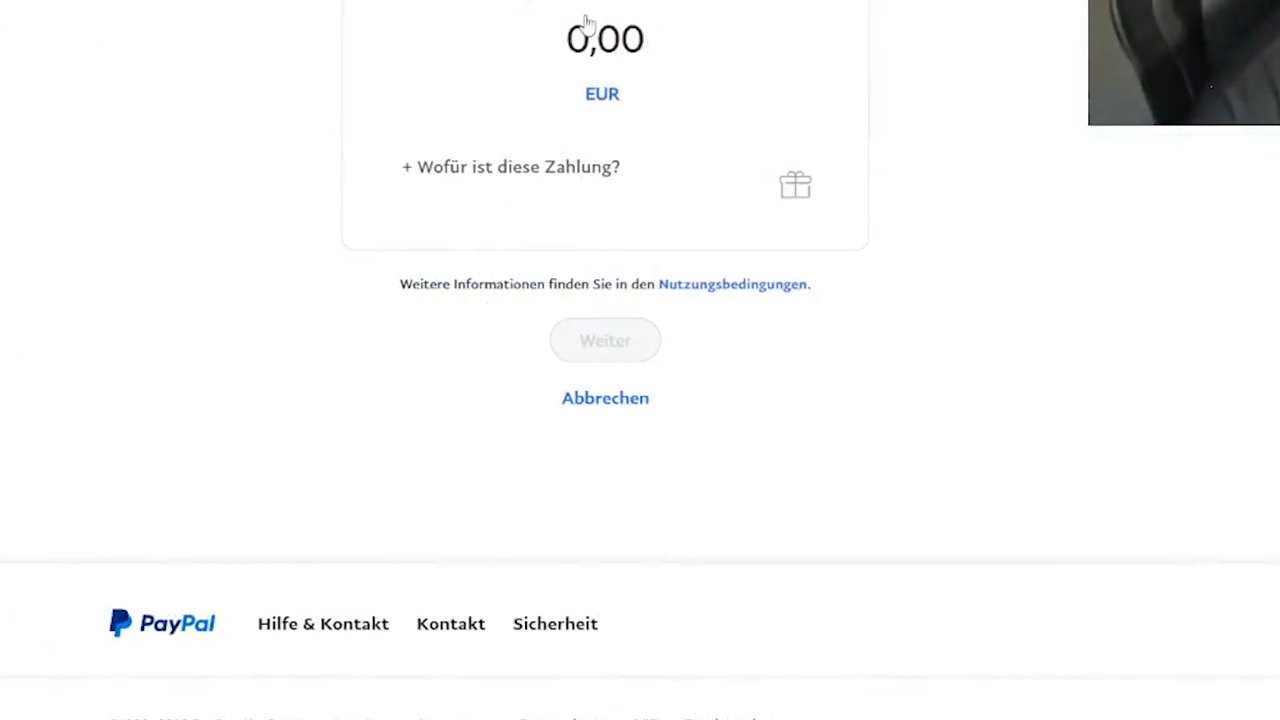 0,00
EUR
+ Wofür ist diese Zahlung?
Weitere Informationen finden Sie in den Nutzungsbedingungen.
Weiter
Abbrechen
PayPal Hilfe & Kontakt Kontakt Sicherheit